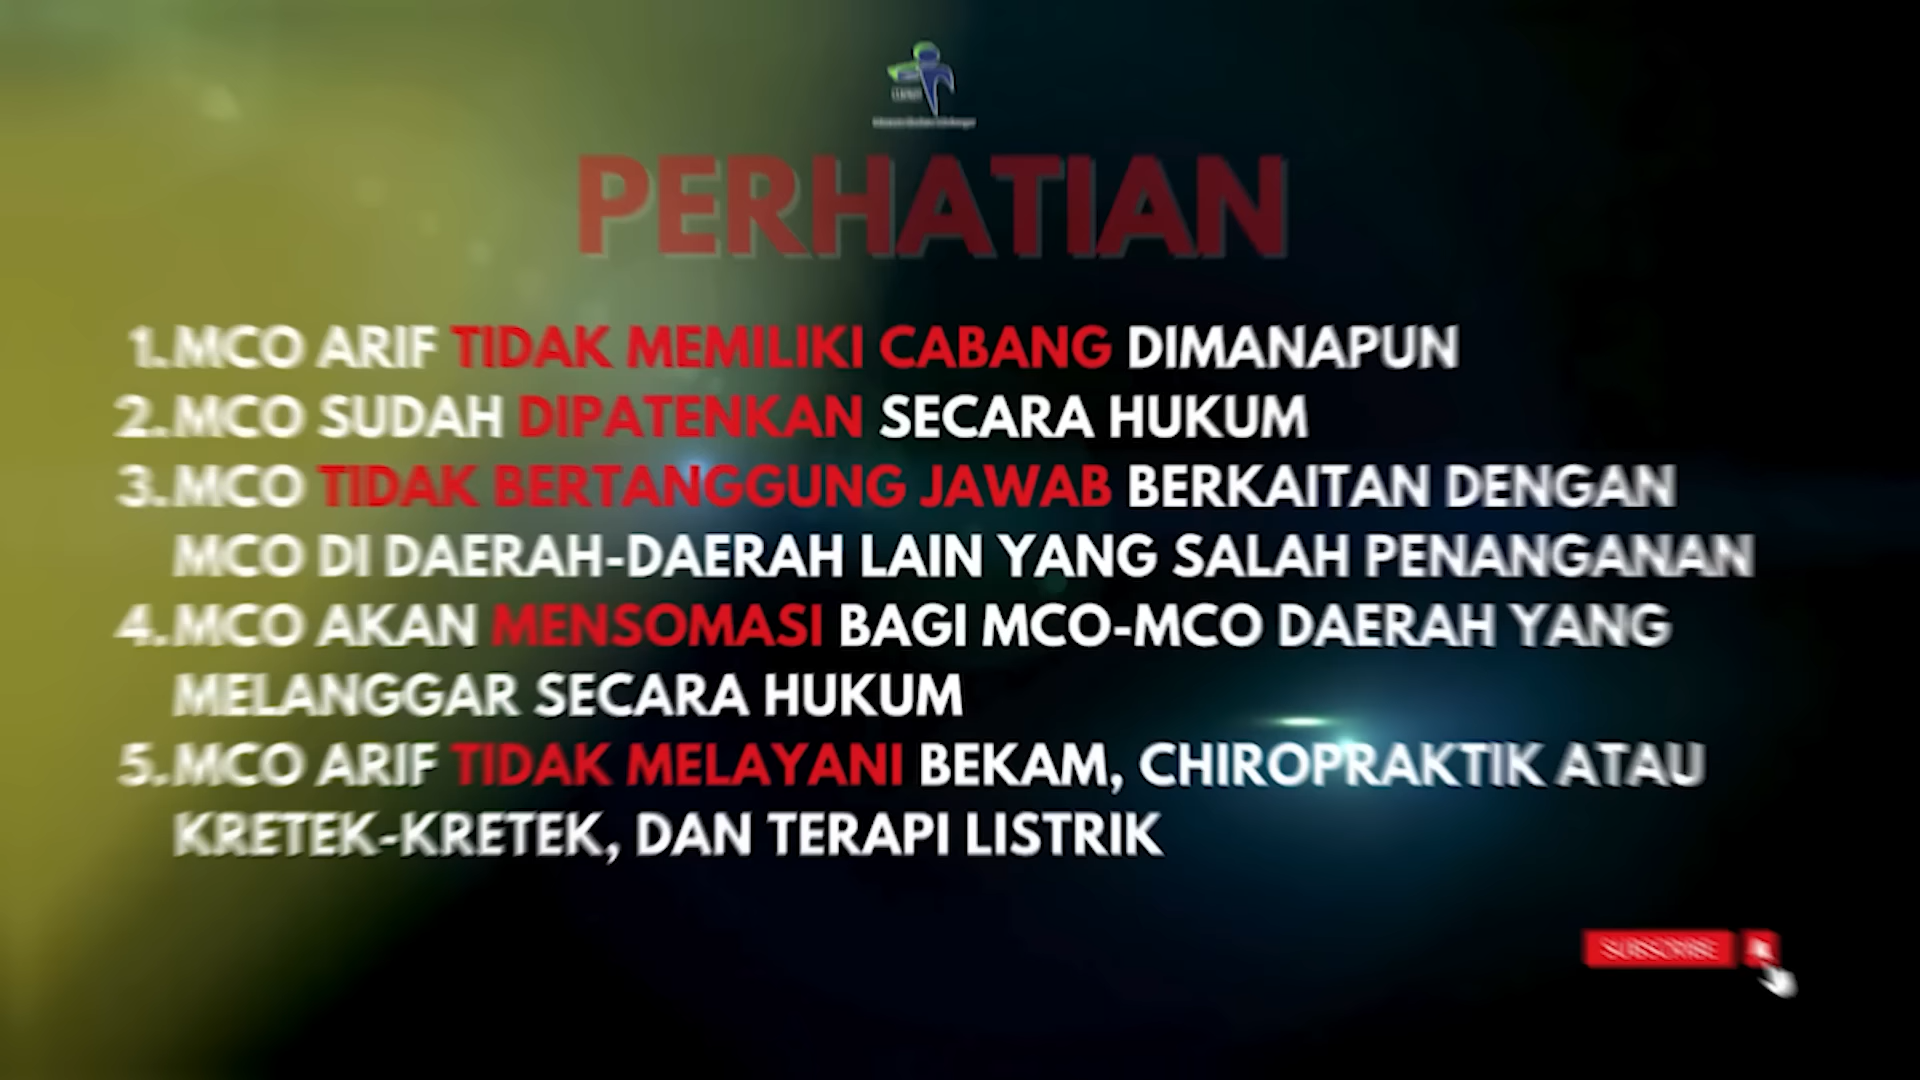 PERHATIAN
1. MCO ARIF TIDAK MEMILIKI CABANG DIMANAPUN
2. MCO SUDAH DIPATENKAN SECARA HUKUM
3. MCO TIDAK BERTANGGUNG JAWAB BERKAITAN DENGAN
MCO DI DAERAH-DAERAH LAIN YANG SALAH PENANGANAN
4. MCO AKAN MENSOMASI BAGI MCO-MCO DAERAH YANG
MELANGGAR SECARA HUKUM
5. MCO ARIF TIDAK MELAYANI BEKAM, CHIROPRAKTIK ATAU
KRETEK-KRETEK, DAN TERAPI LISTRIK
SUBSCRIBE